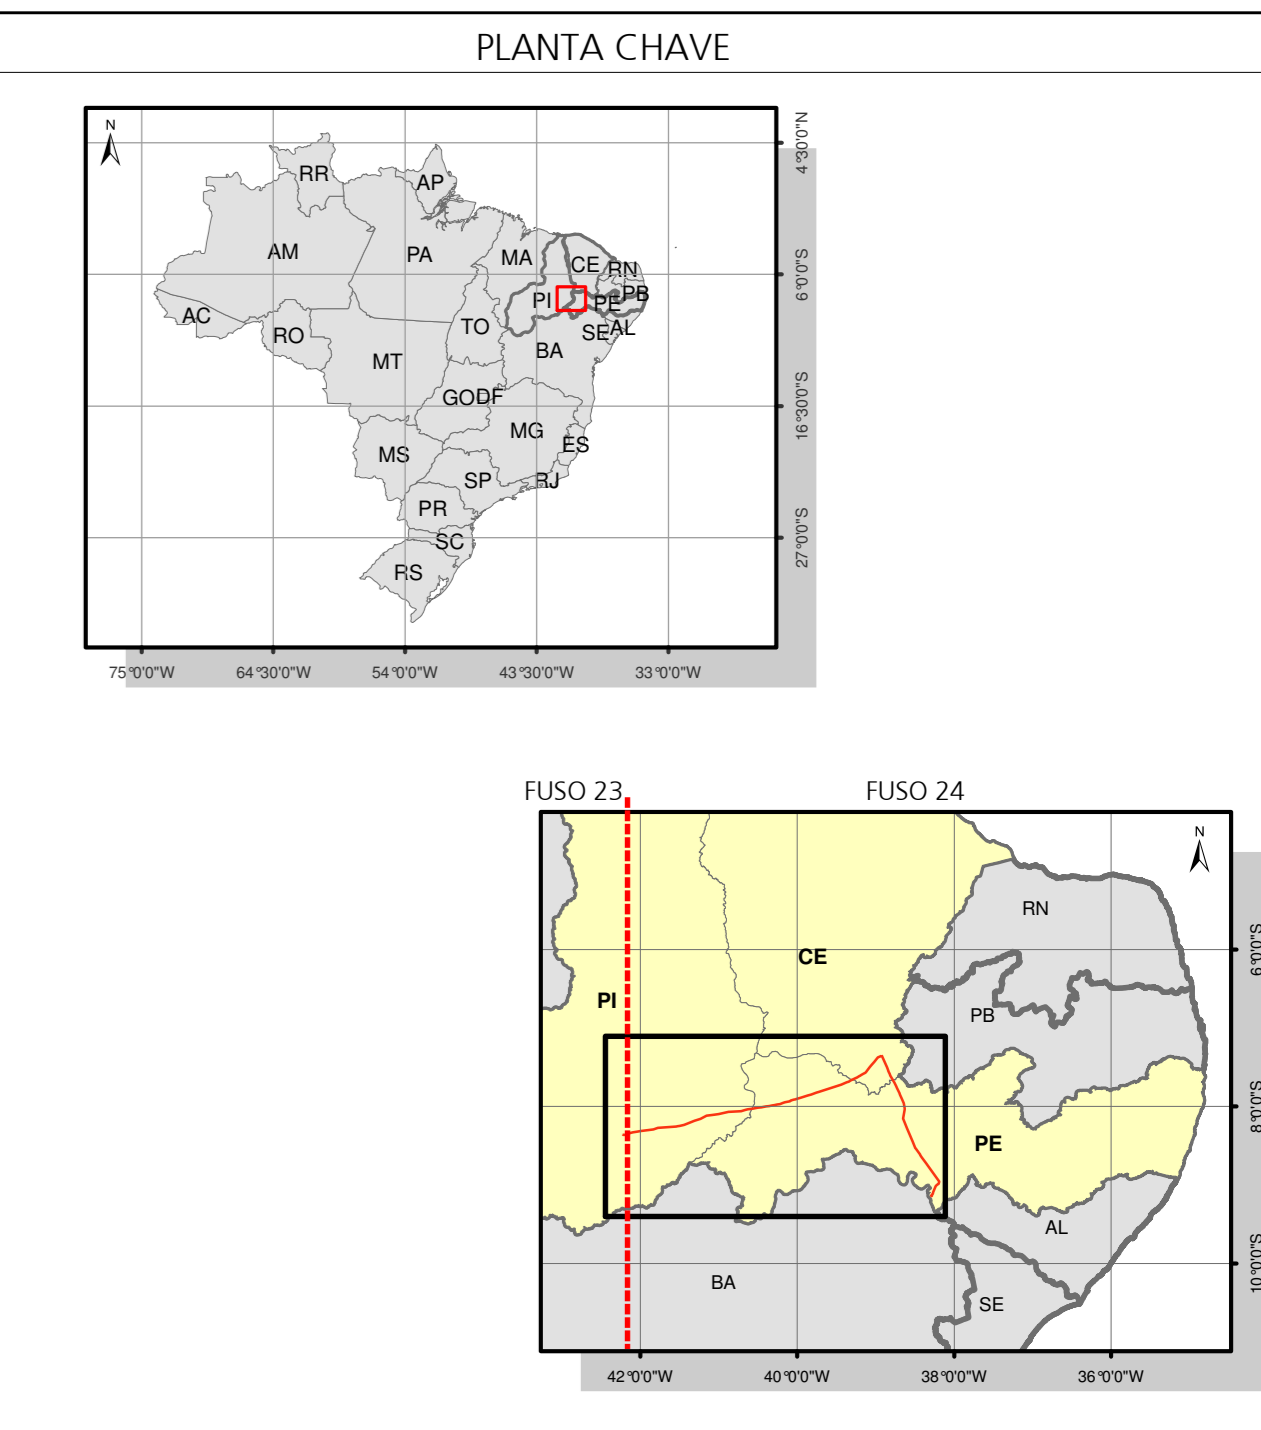 PLANTA CHAVE
N
4°30'0"N
RR
AP
AM
PA
MA
CE
RN
6°0'0"S
PI
PE
PB
AC
RO
TO
SE
AL
MT
BA
GO
DF
16°30'0"S
MG
ES
MS
SP
RJ
PR
SC
27°0'0"S
RS
75°0'0"W
64°30'0"W
54°0'0"W
43°30'0"W
33°0'0"W
FUSO 23
FUSO 24
N
RN
6°0'0"S
CE
PI
PB
8°0'0"S
PE
AL
10°0'0"S
BA
SE
42°0'0"W
40°0'0"W
38°0'0"W
36°0'0"W